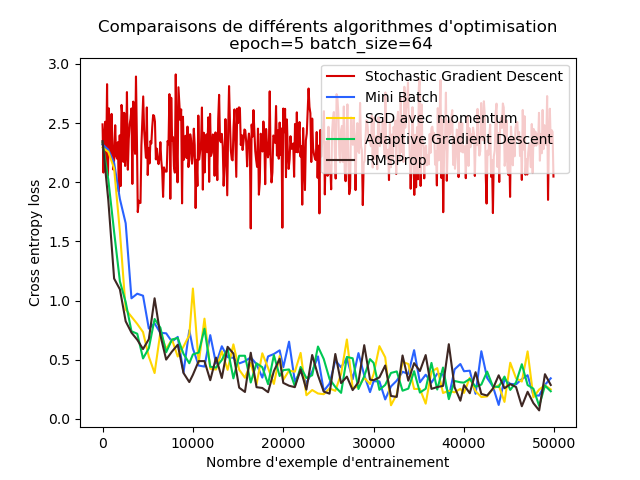 Comparaisons de différents algorithmes d'optimisation
epoch=5 batch_size=64
Cross entropy loss
3.0
2.5
2.0
1.5
1.0
0.5
0.0
Stochastic Gradient Descent
Mini Batch
SGD avec momentum
Adaptive Gradient Descent
RMSProp
0 10000 20000 30000 40000 50000
Nombre d'exemple d'entrainement